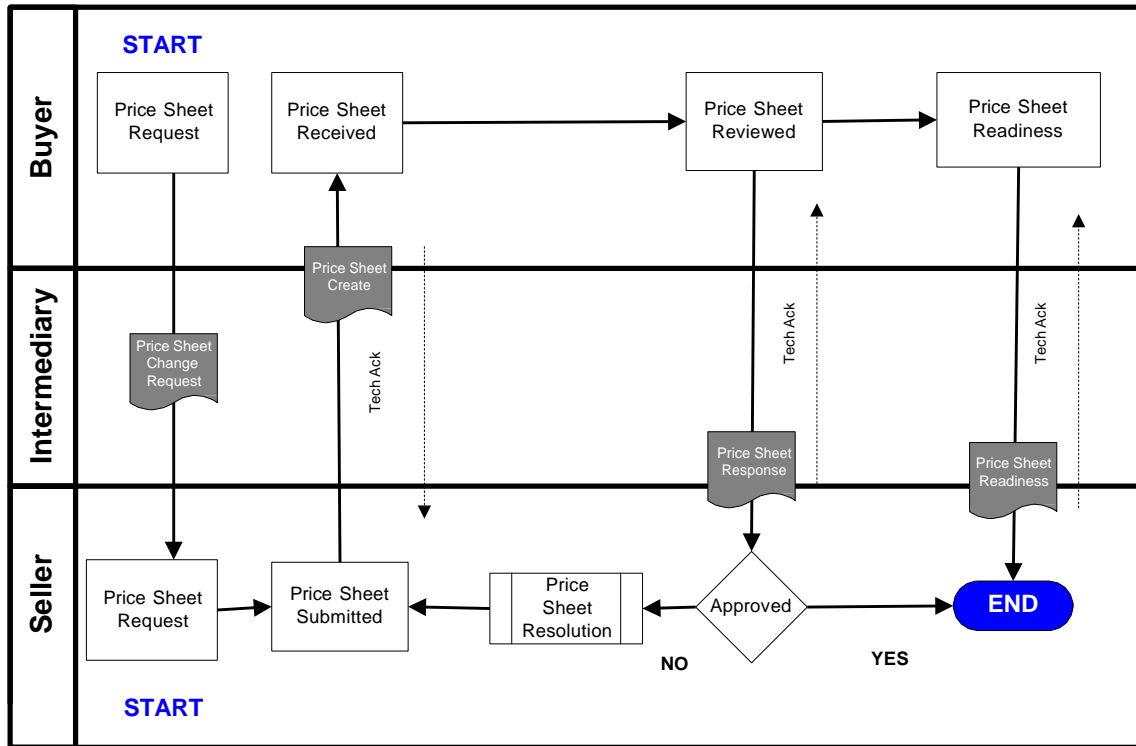 Buyer
START
Price Sheet
Request
Price Sheet
Received
Price Sheet
Reviewed
Price Sheet
Readiness
Intermediary
Price Sheet
Create
Price Sheet
Change
Request
Tech Ack
Tech Ack
Tech Ack
Price Sheet
Response
Price Sheet
Readiness
Seller
Price Sheet
Request
Price Sheet
Submitted
Price
Sheet
Resolution
Approved
END
NO
YES
START